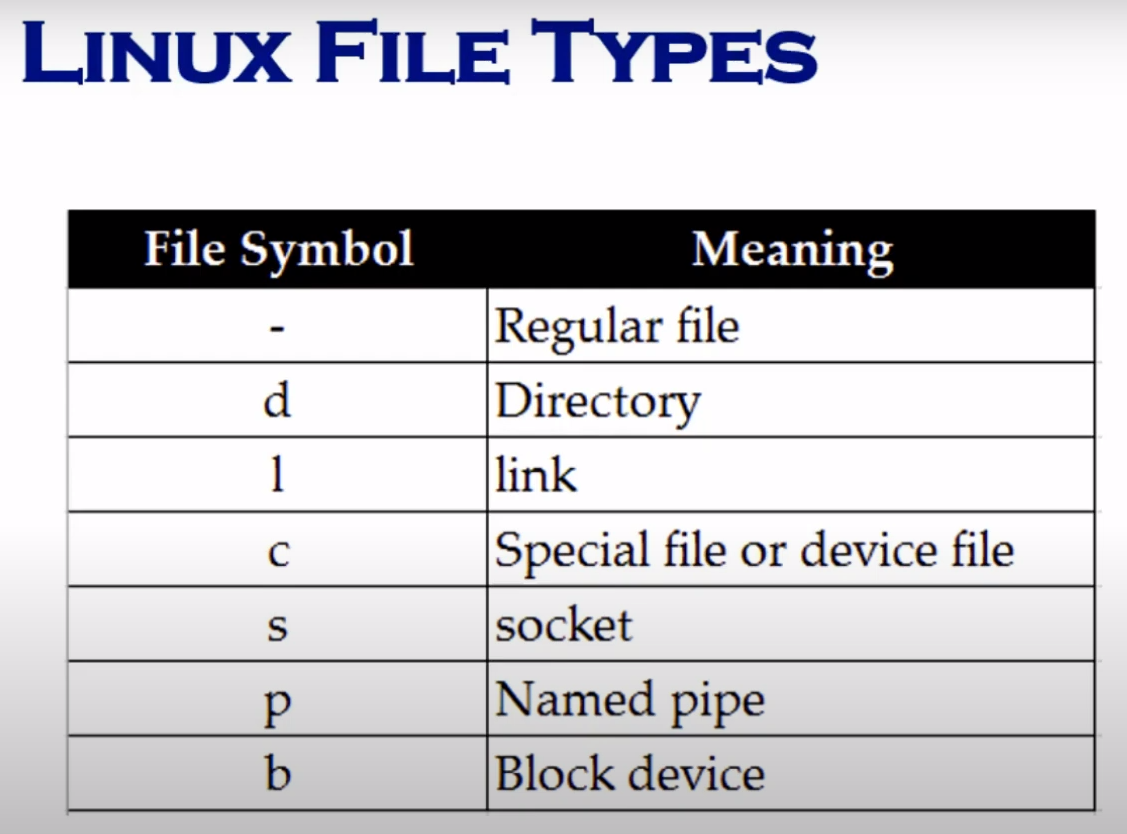 LINUX FILE TYPES
File Symbol Meaning
- Regular file
d Directory
l link
c Special file or device file
s socket
p Named pipe
b Block device